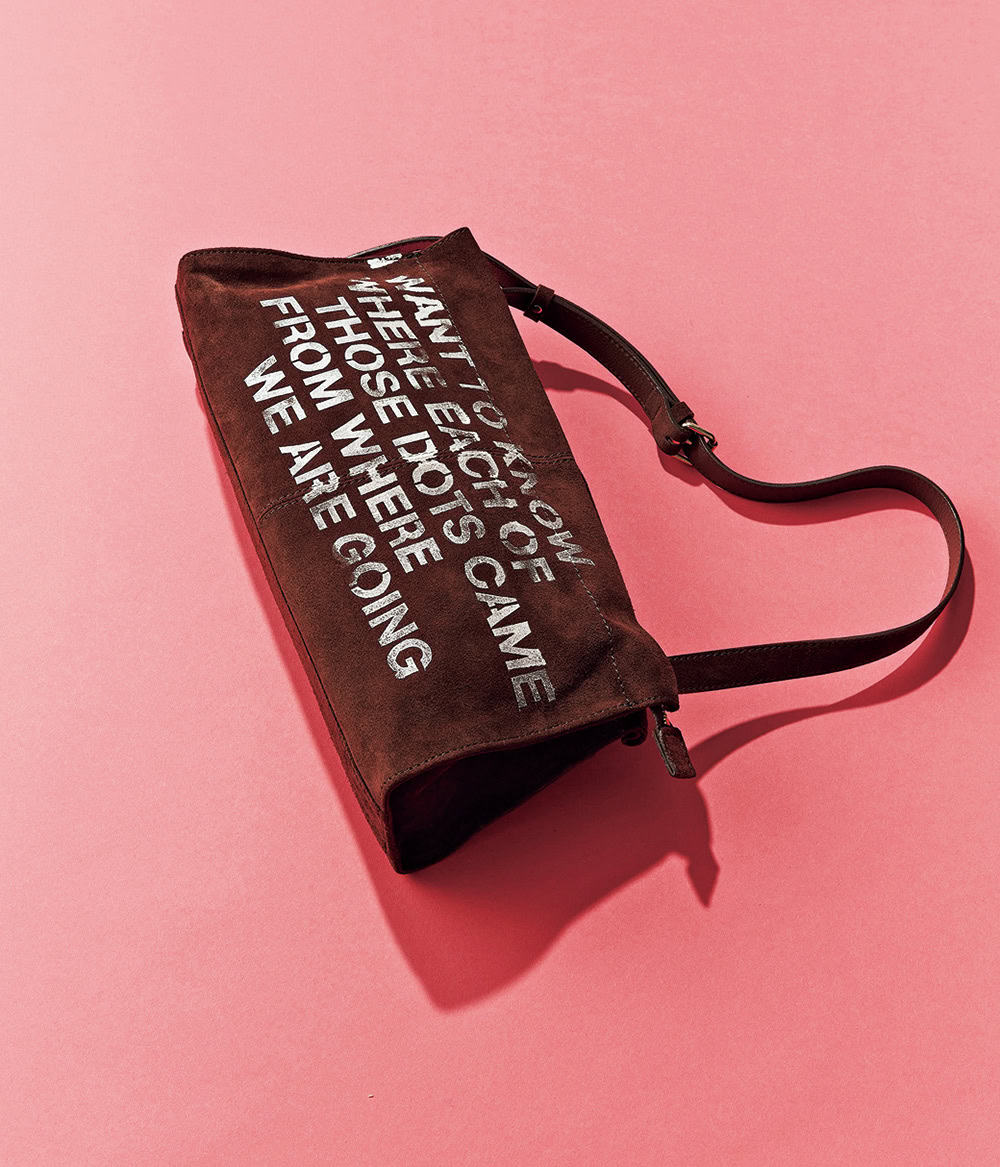 I WANT TO KNOW
WHERE EACH OF
THOSE DOTS CAME
FROM WHERE
WE ARE GOING